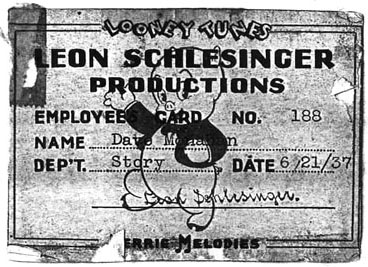 LOONEY TUNES
LEON SCHLESINGER
PRODUCTIONS
EMPLOYEES CARD NO. 188
NAME Dave Monahan
DEP'T. Story DATE 6/21/37
Leon Schlesinger.
ERRIE MELODIES